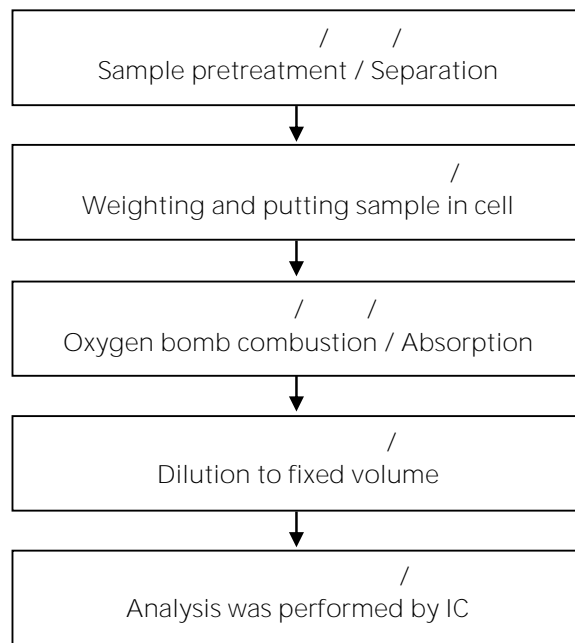 / /
Sample pretreatment / Separation
/
Weighting and putting sample in cell
/ /
Oxygen bomb combustion / Absorption
/
Dilution to fixed volume
/
Analysis was performed by IC